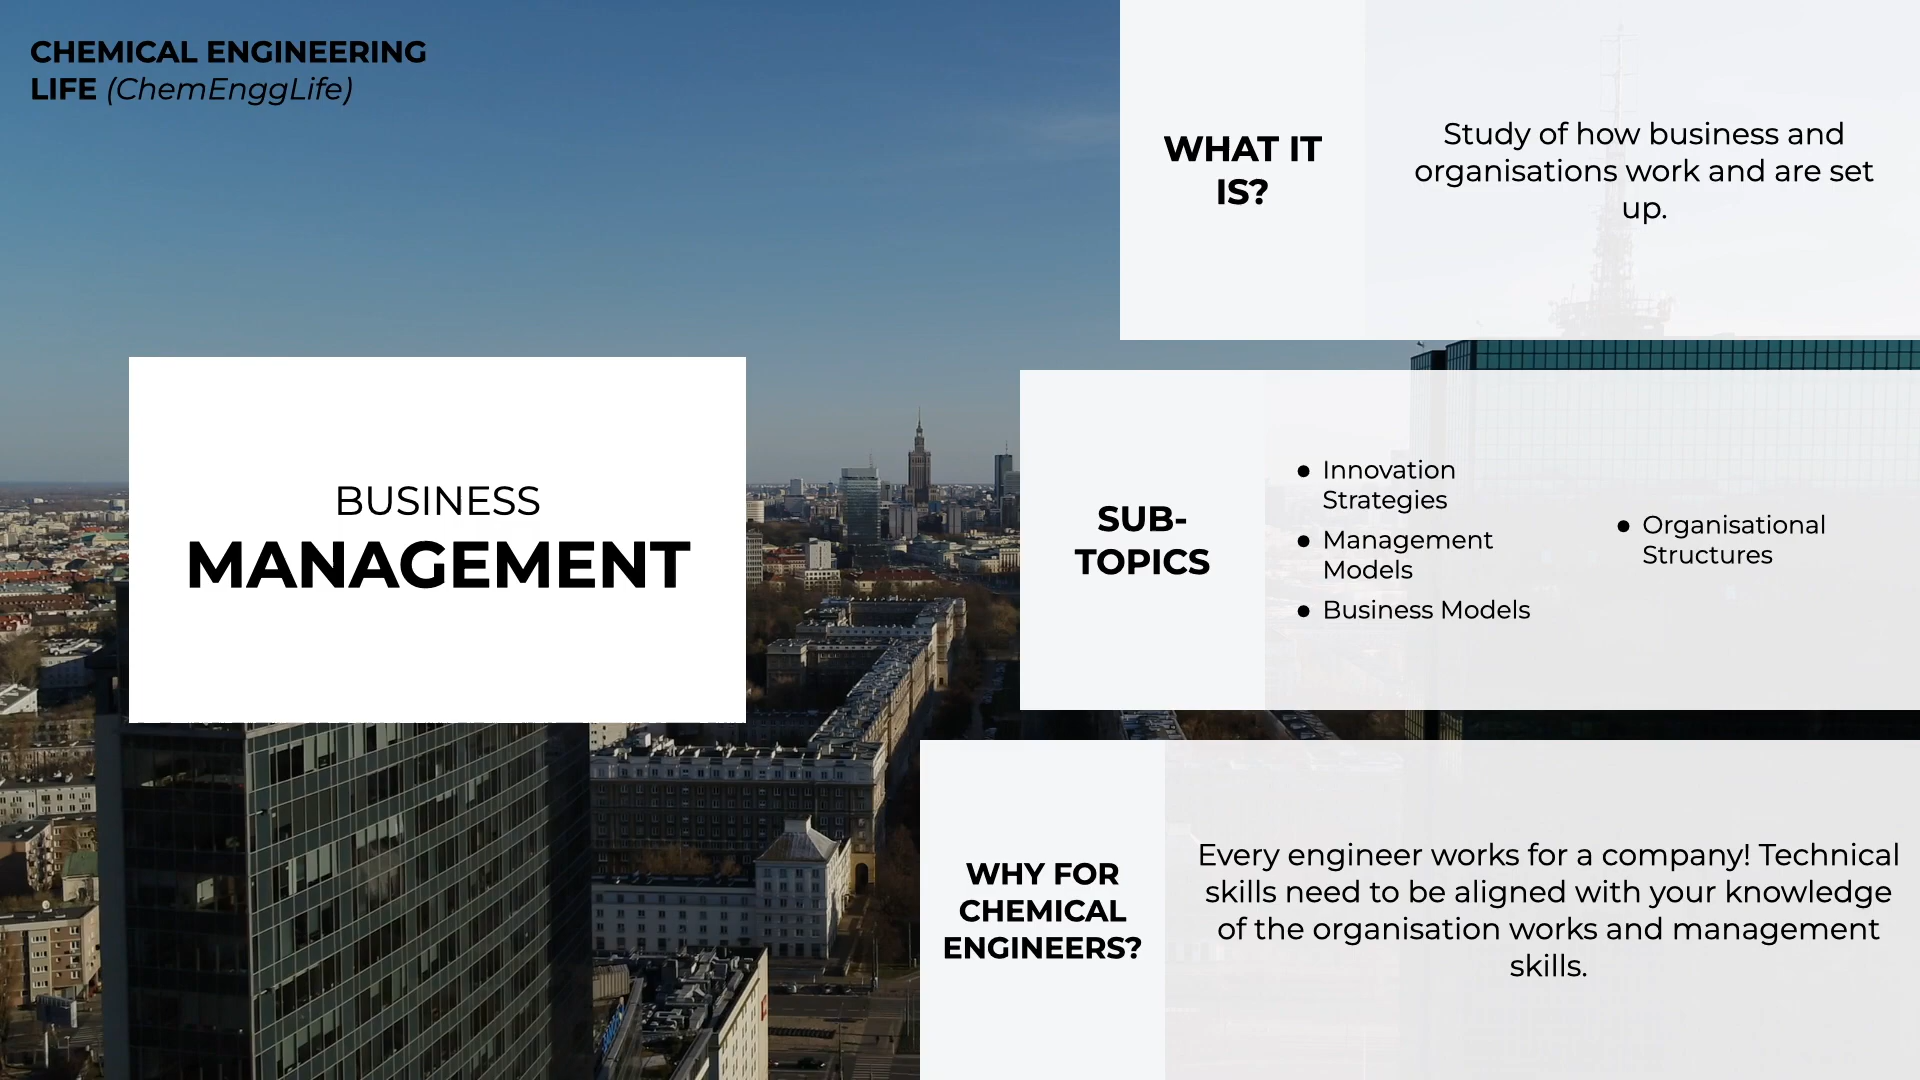 CHEMICAL ENGINEERING
LIFE (ChemEnggLife)
BUSINESS
MANAGEMENT
WHAT IT
IS?
Study of how business and
organisations work and are set
up.
SUB-
TOPICS
● Innovation
Strategies
● Management
Models
● Business Models
● Organisational
Structures
WHY FOR
CHEMICAL
ENGINEERS?
Every engineer works for a company! Technical
skills need to be aligned with your knowledge
of the organisation works and management
skills.